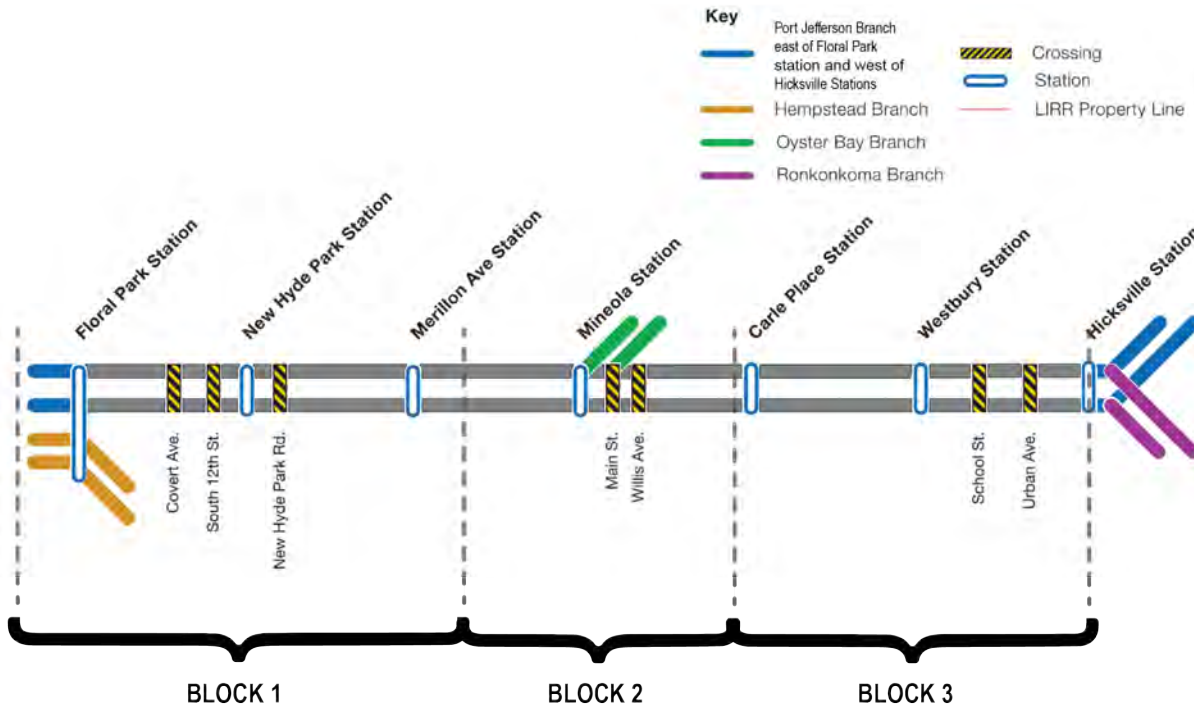 Key
Port Jefferson Branch
east of Floral Park
station and west of
Hicksville Stations
Hempstead Branch
Oyster Bay Branch
Ronkonkoma Branch
Crossing
Station
LIRR Property Line
Floral Park Station
New Hyde Park Station
Merillon Ave Station
Mineola Station
Carle Place Station
Westbury Station
Hicksville Station
Covert Ave.
South 12th St.
New Hyde Park Rd.
Main St.
Willis Ave.
School St.
Urban Ave.
BLOCK 1
BLOCK 2
BLOCK 3